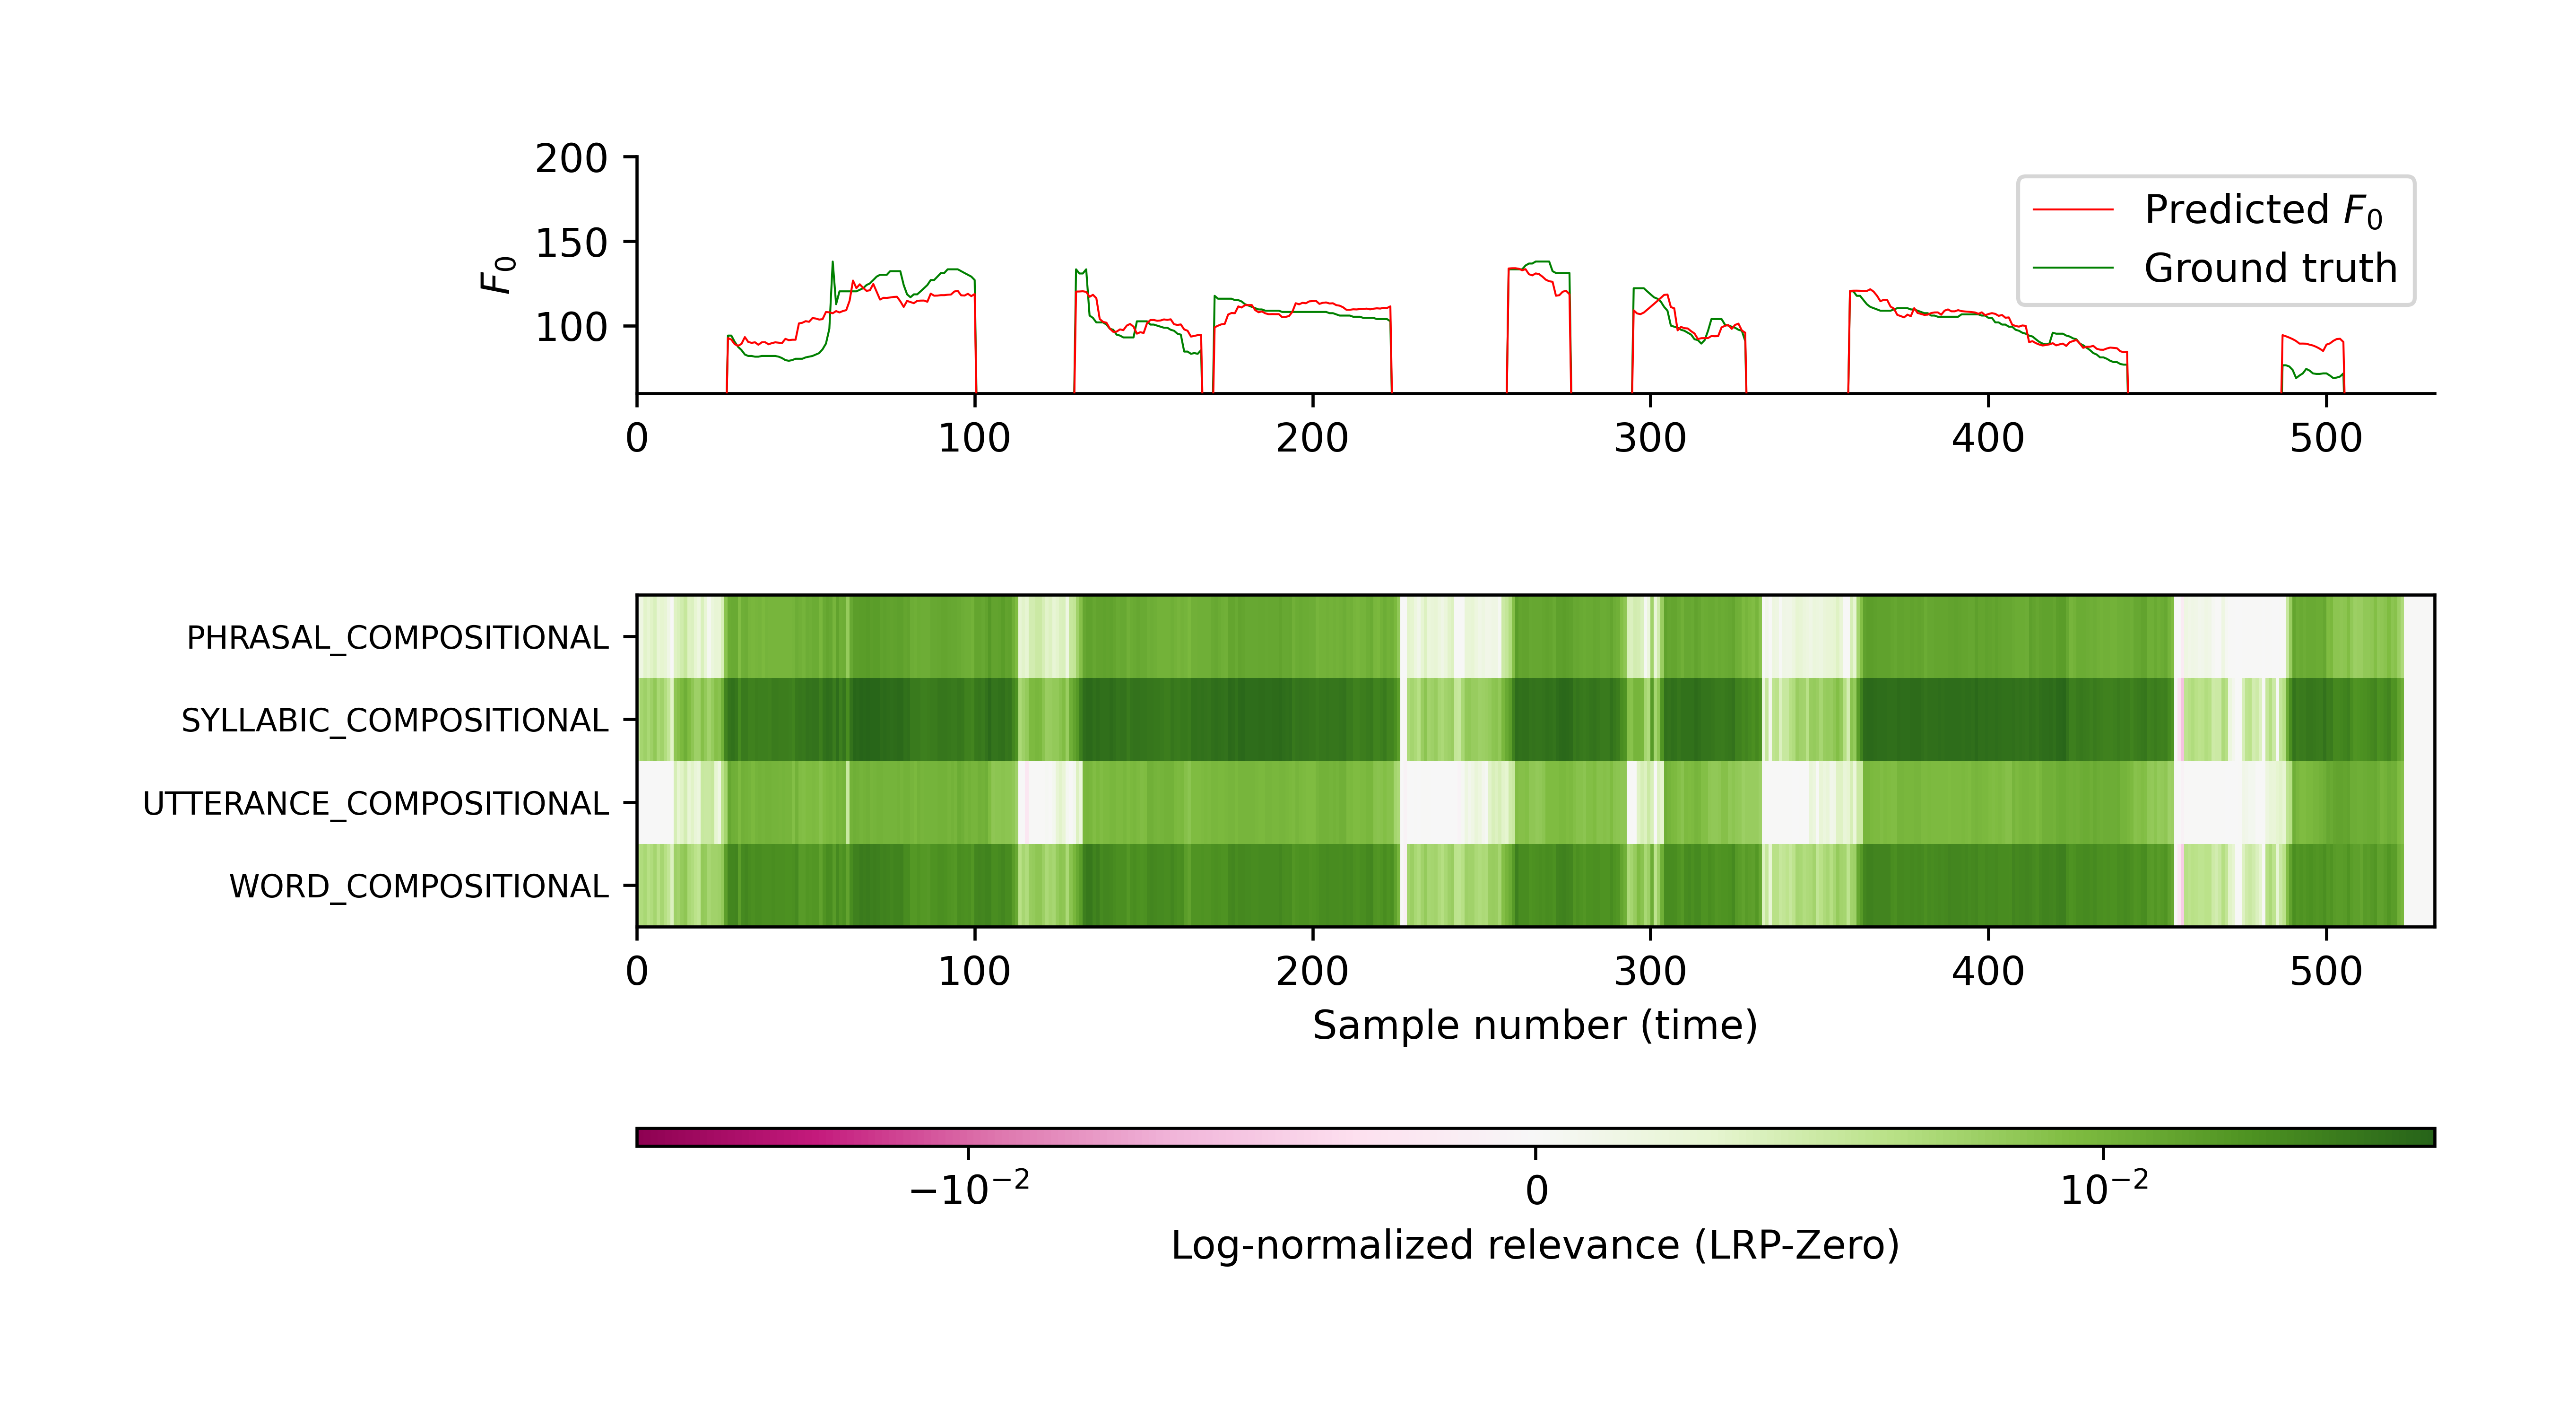 200
150
100
F₀
Predicted F₀
Ground truth
0 100 200 300 400 500
PHRASAL_COMPOSITIONAL
SYLLABIC_COMPOSITIONAL
UTTERANCE_COMPOSITIONAL
WORD_COMPOSITIONAL
0 100 200 300 400 500
Sample number (time)
−10⁻² 0 10⁻²
Log-normalized relevance (LRP-Zero)